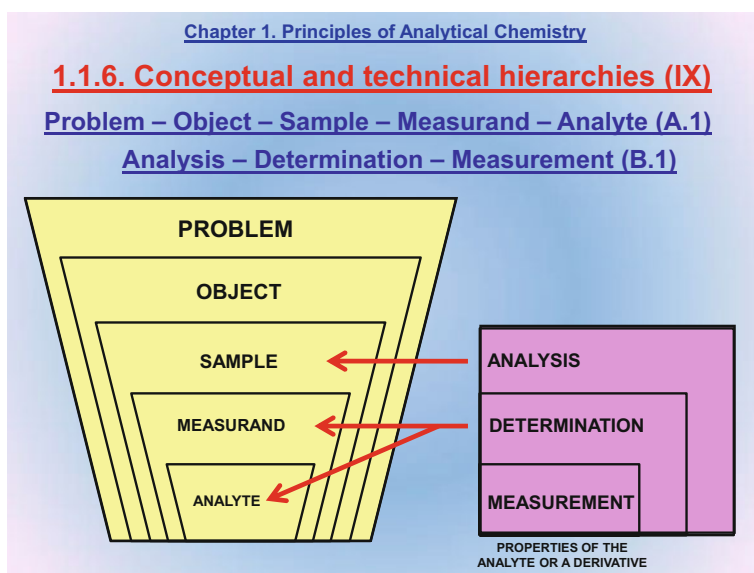 Chapter 1. Principles of Analytical Chemistry
1.1.6. Conceptual and technical hierarchies (IX)
Problem – Object – Sample – Measurand – Analyte (A.1)
Analysis – Determination – Measurement (B.1)
PROBLEM
OBJECT
SAMPLE
MEASURAND
ANALYTE
ANALYSIS
DETERMINATION
MEASUREMENT
PROPERTIES OF THE
ANALYTE OR A DERIVATIVE